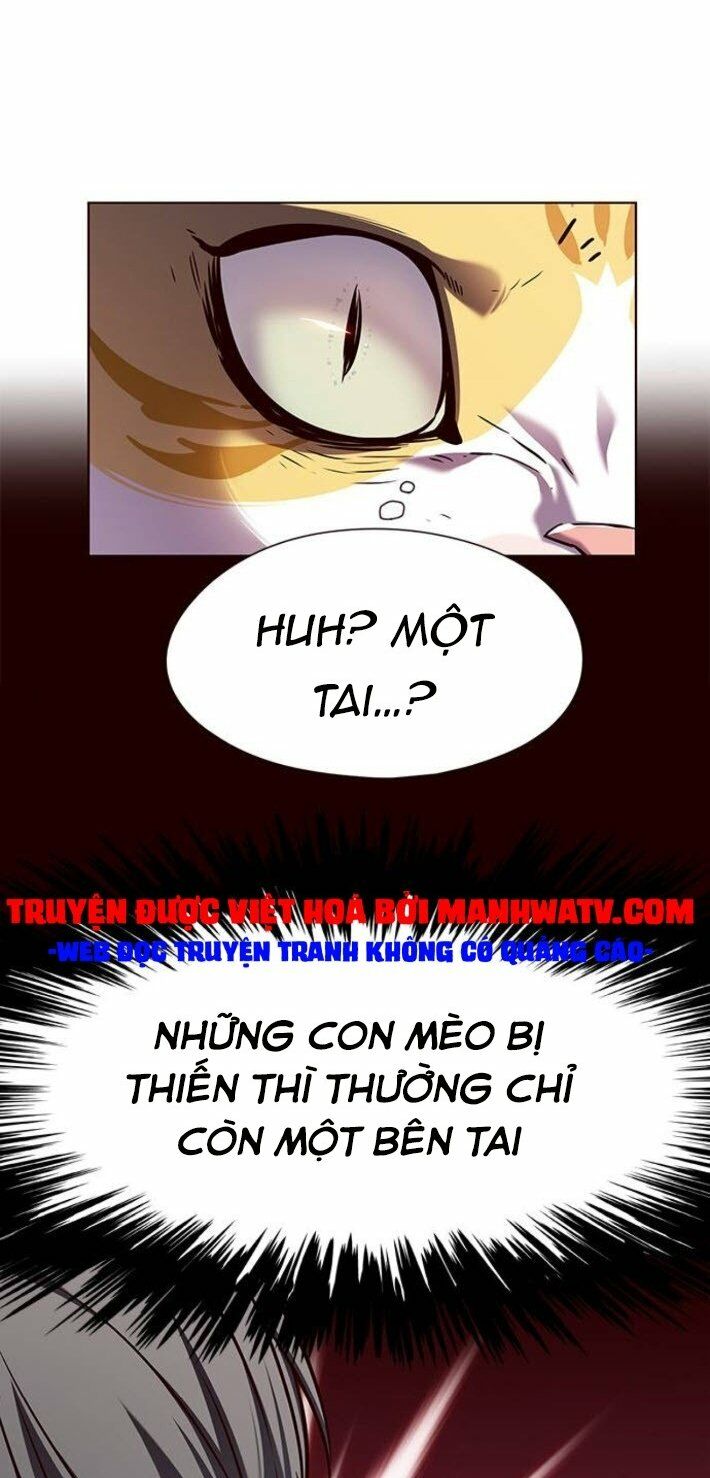 HUH? MỘT
TAI...?
TRUYỆN ĐƯỢC VIỆT HOÁ BỞI MANHWATV.COM
-WEB ĐỌC TRUYỆN TRANH KHÔNG CÓ QUẢNG CÁO-
NHỮNG CON MÈO BỊ
THIẾN THÌ THƯỜNG CHỈ
CÒN MỘT BÊN TAI